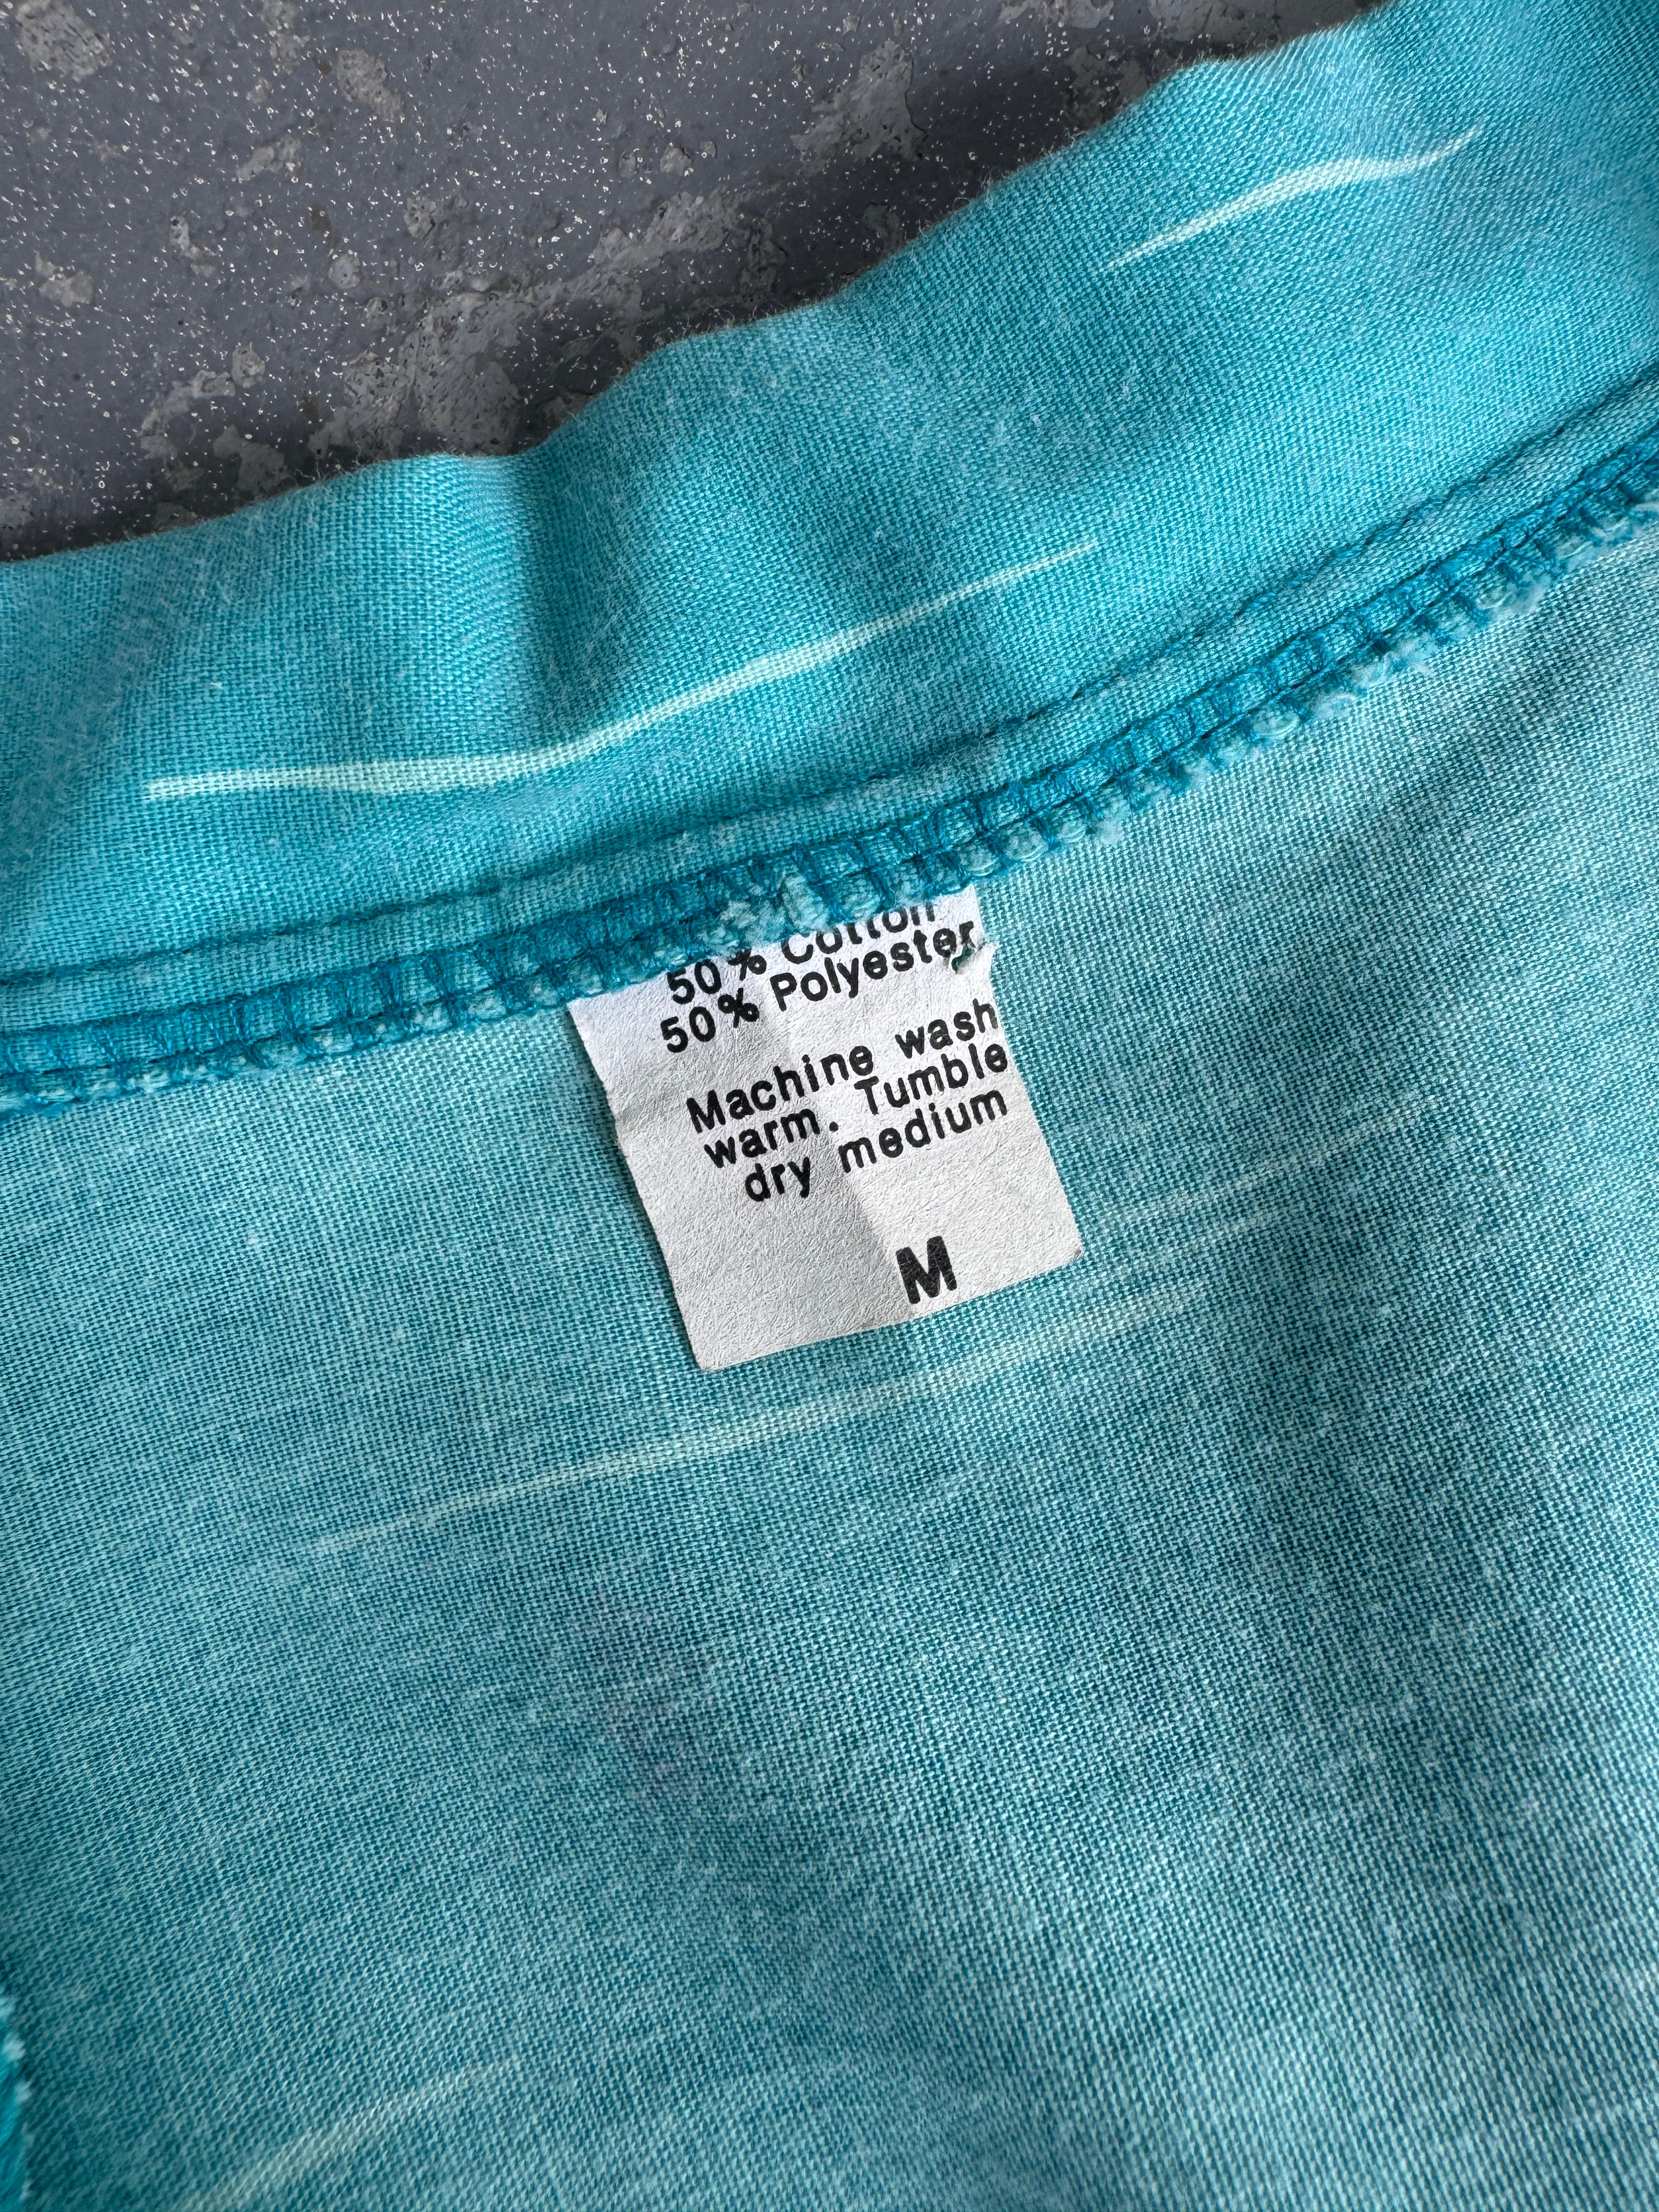 50% Cotton
50% Polyester
Machine wash
warm. Tumble
dry medium
M